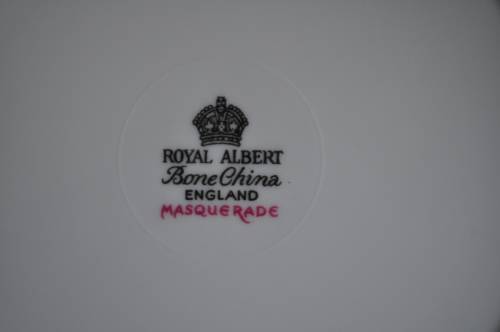 ROYAL ALBERT
Bone China
ENGLAND
MASQUERADE